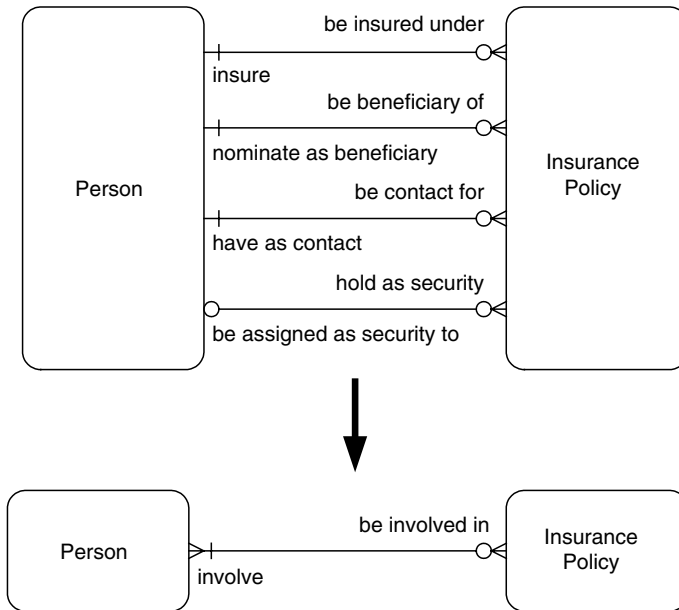 be insured under
insure
be beneficiary of
nominate as beneficiary
Person
Insurance
Policy
be contact for
have as contact
hold as security
be assigned as security to
be involved in
Person
Insurance
Policy
involve